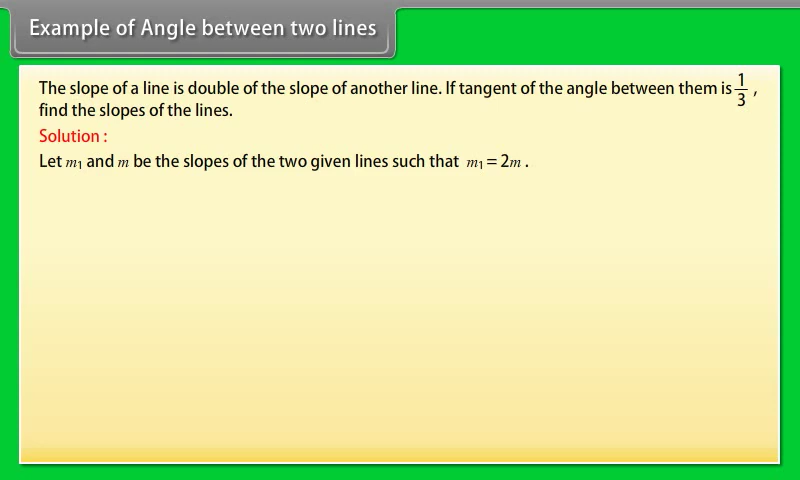 Example of Angle between two lines
The slope of a line is double of the slope of another line. If tangent of the angle between them is 1/3 ,
find the slopes of the lines.
Solution :
Let m₁ and m be the slopes of the two given lines such that m₁ = 2m .